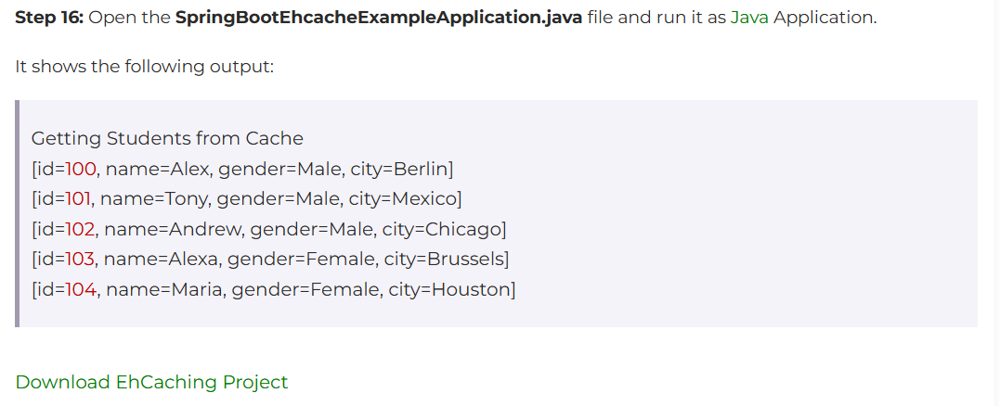 Step 16: Open the SpringBootEhcacheExampleApplication.java file and run it as Java Application.
It shows the following output:
Getting Students from Cache
[id=100, name=Alex, gender=Male, city=Berlin]
[id=101, name=Tony, gender=Male, city=Mexico]
[id=102, name=Andrew, gender=Male, city=Chicago]
[id=103, name=Alexa, gender=Female, city=Brussels]
[id=104, name=Maria, gender=Female, city=Houston]
Download EhCaching Project